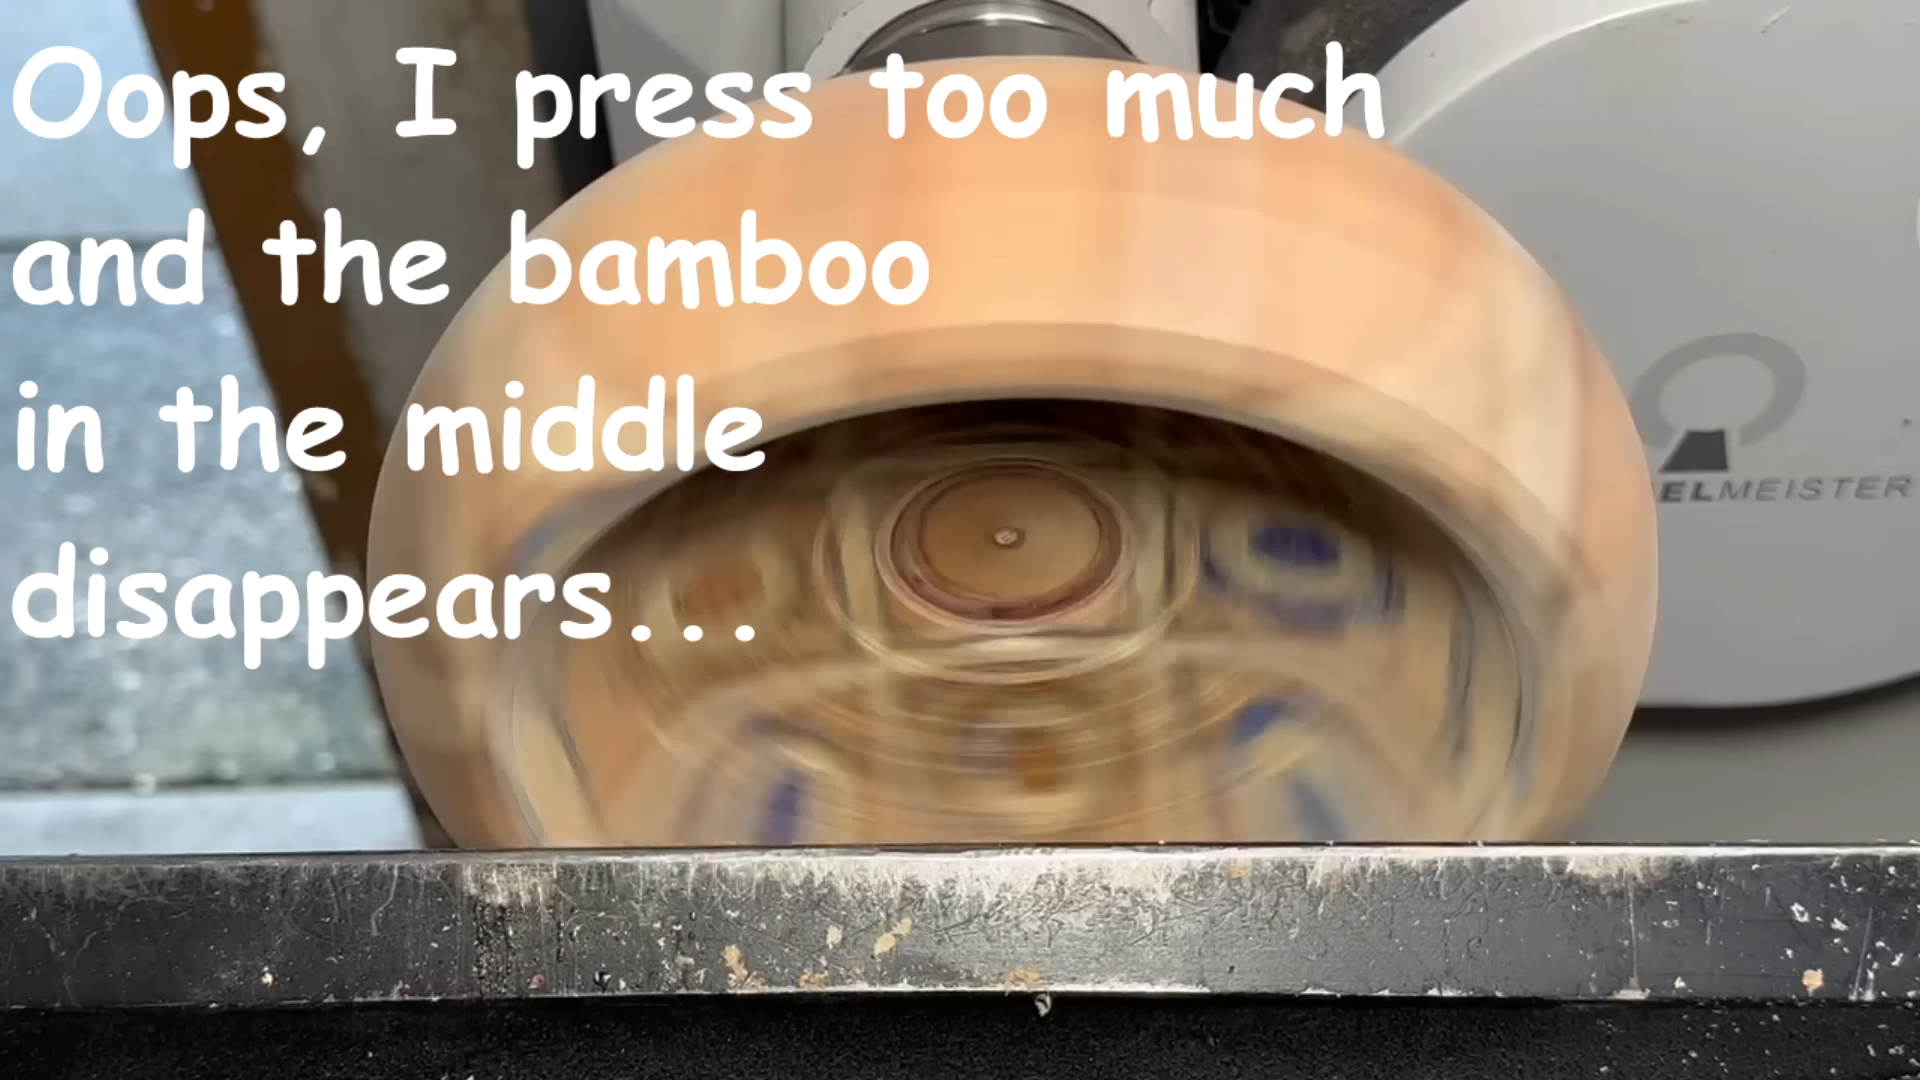 Oops, I press too much
and the bamboo
in the middle
disappears...
ELMEISTER